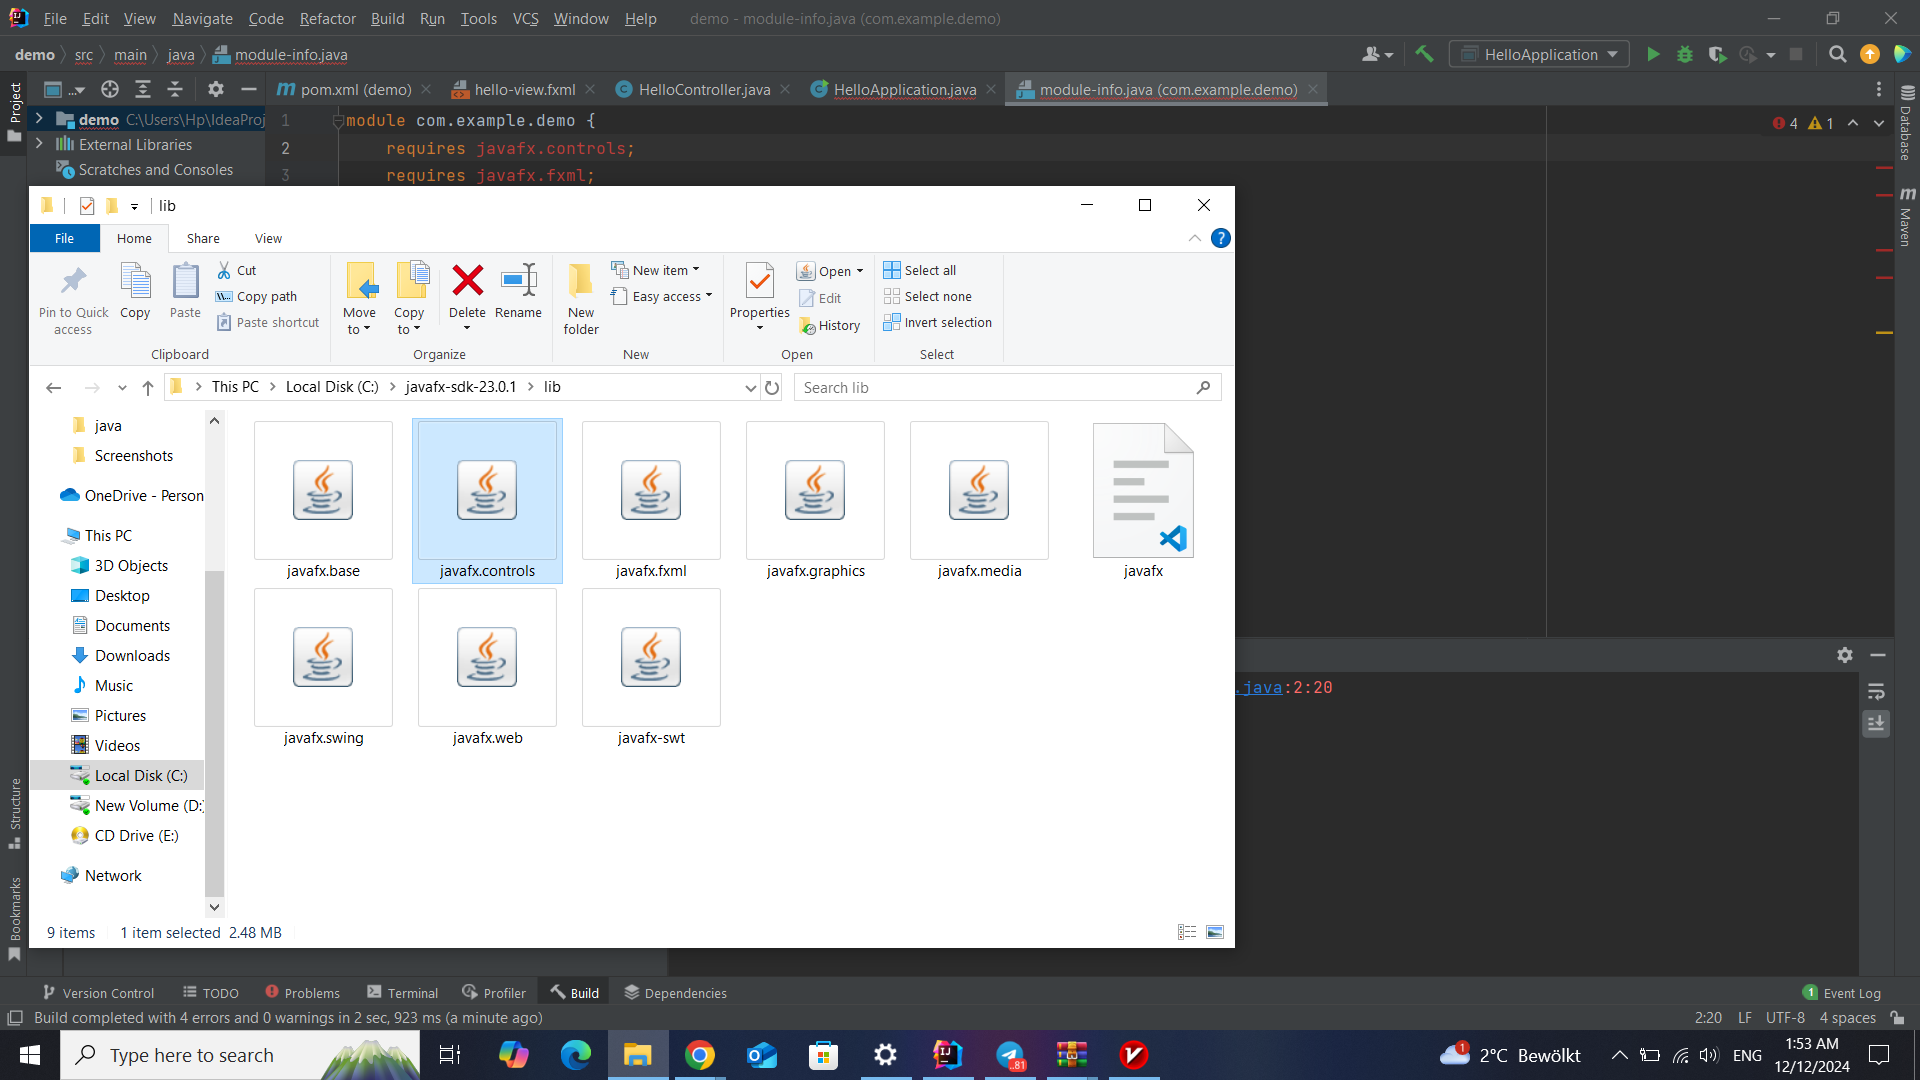 File Edit View Navigate Code Refactor Build Run Tools VCS Window Help demo - module-info.java (com.example.demo)
demo src main java module-info.java HelloApplication
pom.xml (demo) hello-view.fxml HelloController.java HelloApplication.java module-info.java (com.example.demo)
Project
demo C:\Users\Hp\IdeaProj
External Libraries
Scratches and Consoles
1 module com.example.demo {
2 requires javafx.controls;
3 requires javafx.fxml;
4 1
Database
Maven
lib
File Home Share View
Pin to Quick access
Copy
Paste
Cut
Copy path
Paste shortcut
Move to
Copy to
Delete
Rename
New folder
New item
Easy access
Properties
Open
Edit
History
Select all
Select none
Invert selection
Clipboard Organize New Open Select
This PC Local Disk (C:) javafx-sdk-23.0.1 lib
Search lib
java
Screenshots
OneDrive - Person
This PC
3D Objects
Desktop
Documents
Downloads
Music
Pictures
Videos
Local Disk (C:)
New Volume (D:)
CD Drive (E:)
Network
javafx.base javafx.controls javafx.fxml javafx.graphics javafx.media javafx
javafx.swing javafx.web javafx-swt
9 items 1 item selected 2.48 MB
.java:2:20
Structure
Bookmarks
Version Control TODO Problems Terminal Profiler Build Dependencies 1 Event Log
Build completed with 4 errors and 0 warnings in 2 sec, 923 ms (a minute ago) 2:20 LF UTF-8 4 spaces
Type here to search
..81
1
2°C Bewölkt
ENG
1:53 AM
12/12/2024